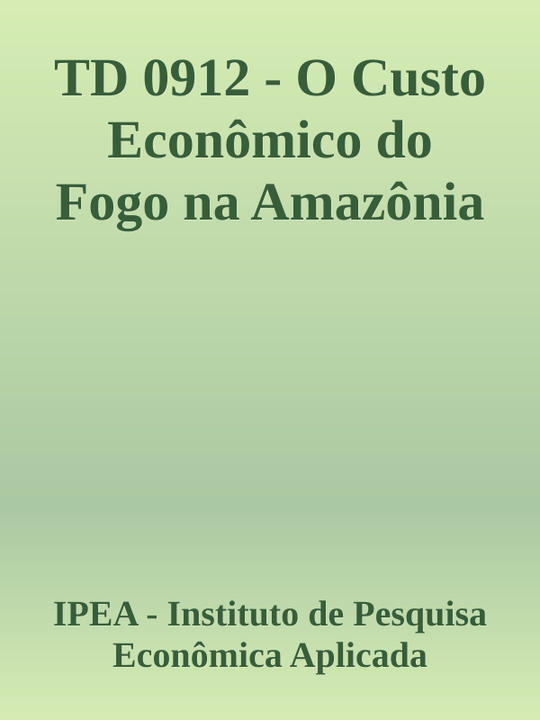 TD 0912 - O Custo
Econômico do
Fogo na Amazônia
IPEA - Instituto de Pesquisa
Econômica Aplicada